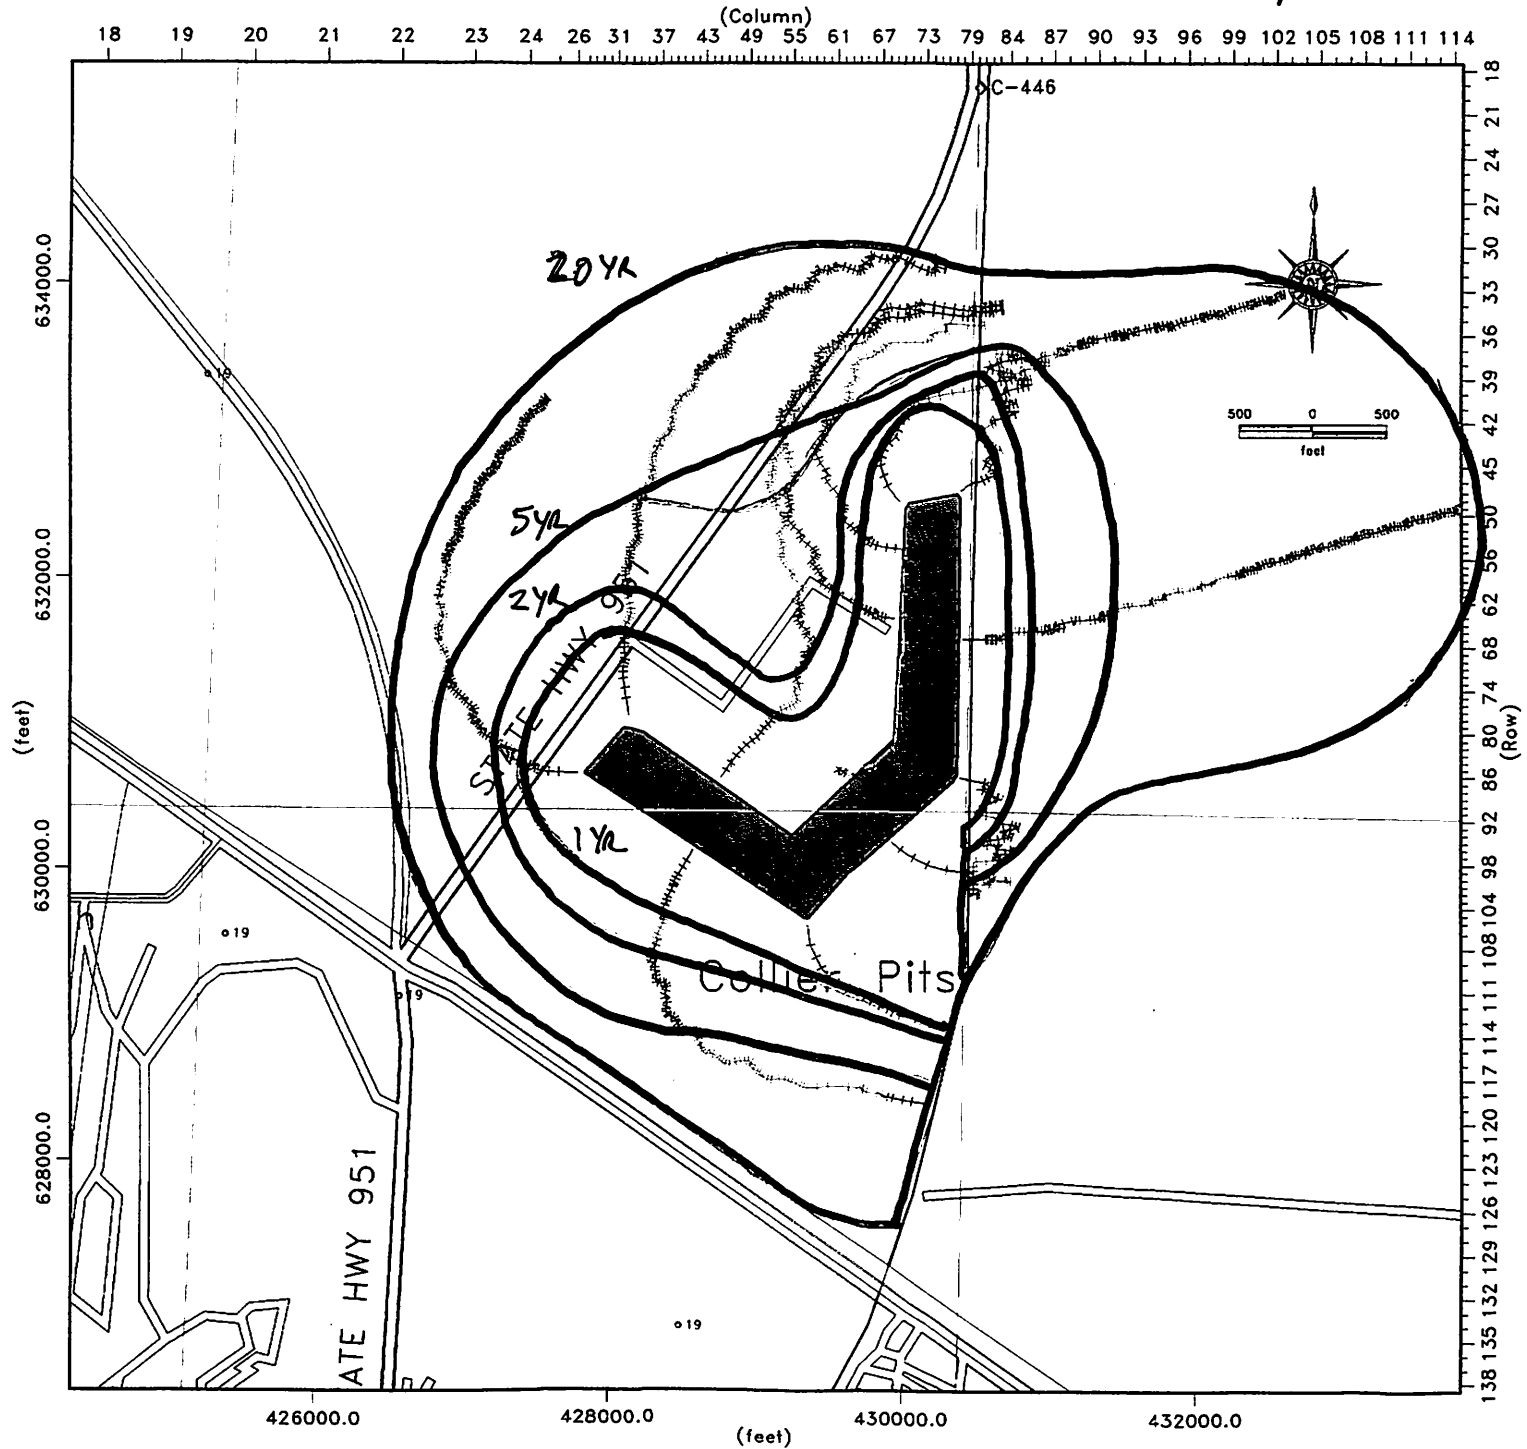 (Column)
18 19 20 21 22 23 24 26 31 37 43 49 55 61 67 73 79 84 87 90 93 96 99 102 105 108 111 114
C-446
18 21 24 27 30 33 36 39 42 45 50 56 62 68 74 80 86 92 98 104 108 111 114 117 120 123 126 129 132 135 138
(Row)
634000.0
632000.0
630000.0
628000.0
(feet)
20 YR
19
500 0 500
feet
5 YR
2 YR
STATE HWY 951
1 YR
19
Collier Pits
19
ATE HWY 951
19
426000.0 428000.0 430000.0 432000.0
(feet)